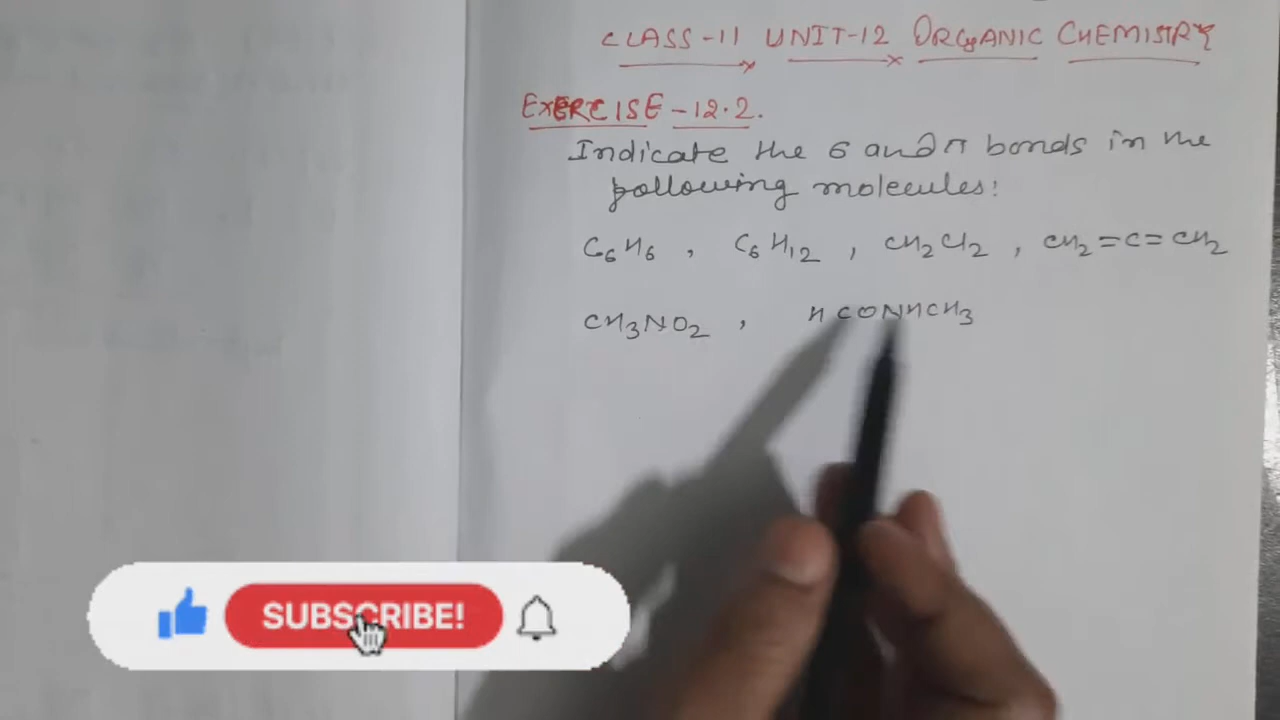 CLASS-11 UNIT-12 ORGANIC CHEMISTRY
EXERCISE-12.2.
Indicate the σ and π bonds in the
following molecules:
C6H6, C6H12, CH2Cl2, CH2=C=CH2
CH3NO2, HCONHCH3
SUBSCRIBE!